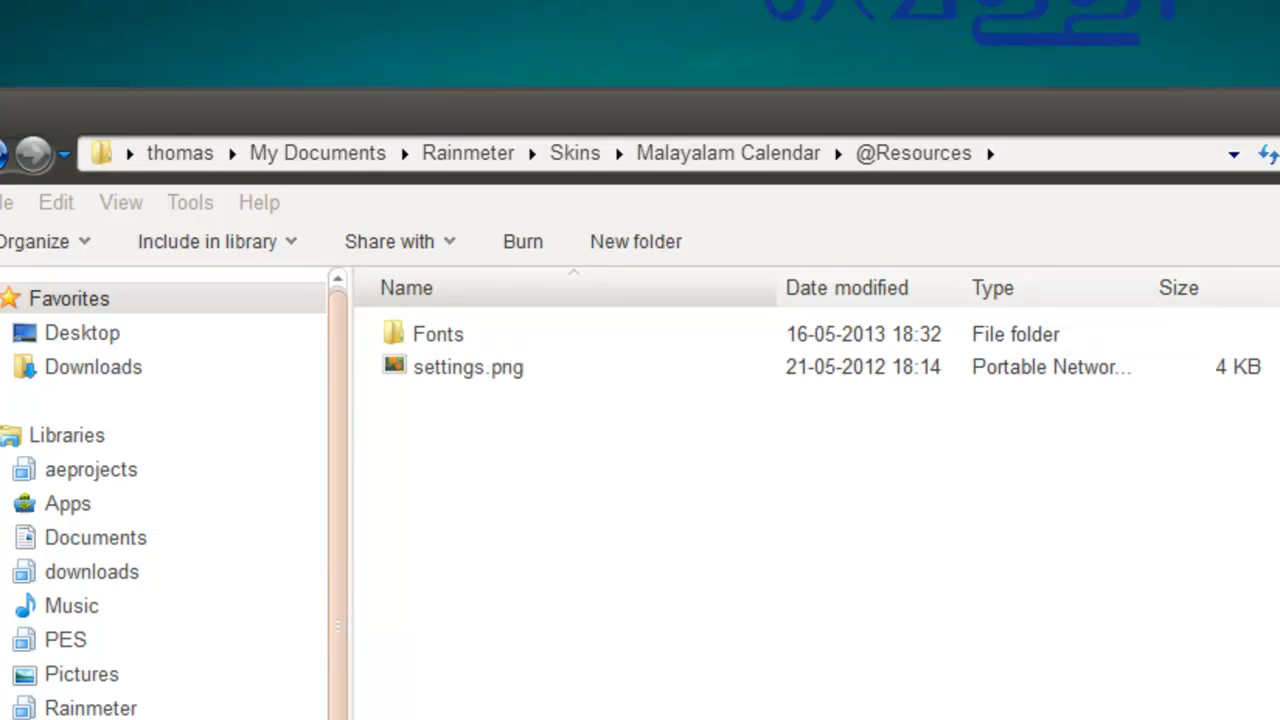 thomas My Documents Rainmeter Skins Malayalam Calendar @Resources
Edit View Tools Help
Organize Include in library Share with Burn New folder
Name Date modified Type Size
Favorites
Desktop
Downloads
Libraries
aeprojects
Apps
Documents
downloads
Music
PES
Pictures
Rainmeter
Fonts 16-05-2013 18:32 File folder
settings.png 21-05-2012 18:14 Portable Networ... 4 KB